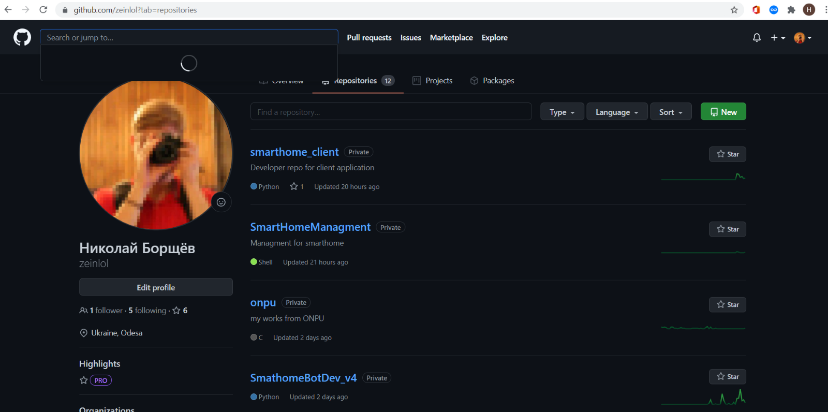 github.com/zeinlol?tab=repositories
H
Search or jump to...
Pull requests Issues Marketplace Explore
Overview Repositories 12 Projects Packages
Find a repository...
Type Language Sort New
smarthome_client Private
Star
Developer repo for client application
Python 1 Updated 20 hours ago
SmartHomeManagment Private
Star
Managment for smarthome
Shell Updated 21 hours ago
onpu Private
Star
my works from ONPU
C Updated 2 days ago
SmathomeBotDev_v4 Private
Star
Python Updated 2 days ago
Николай Борщёв
zeinlol
Edit profile
1 follower · 5 following · 6
Ukraine, Odesa
Highlights
PRO
Organizations